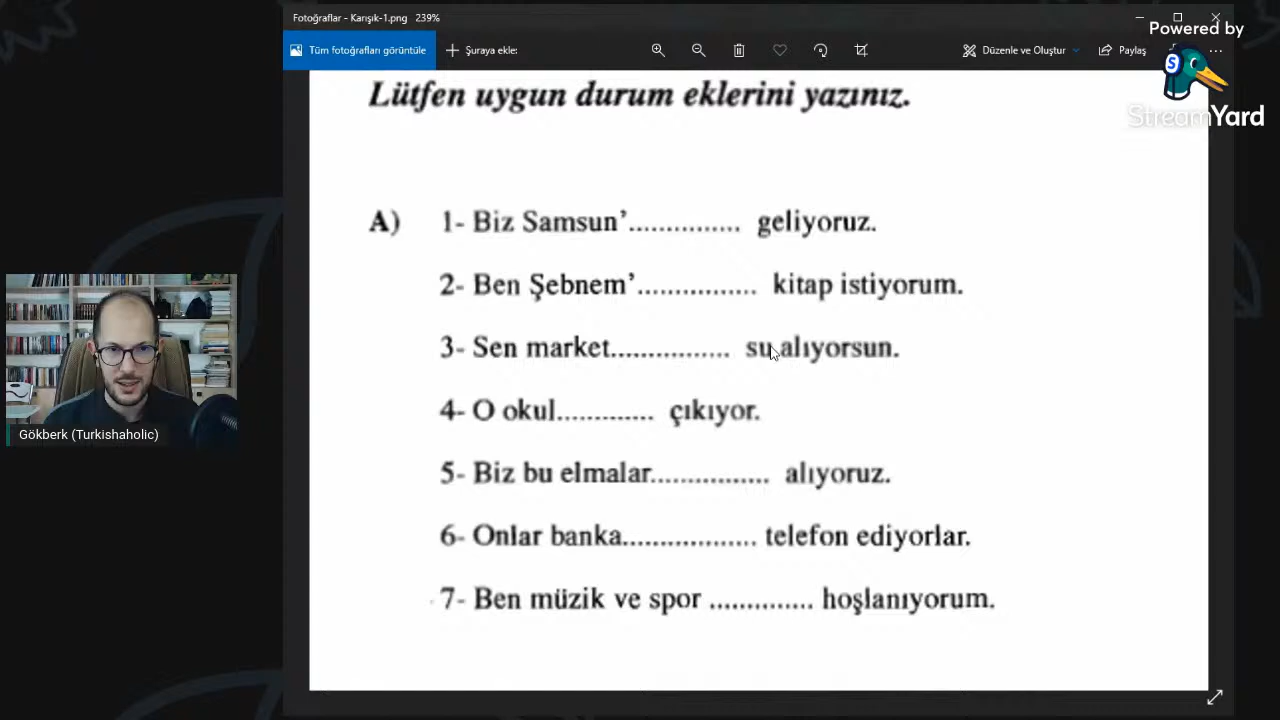 Fotoğraflar - Karışık-1.png 239%
Powered by
Tüm fotoğrafları görüntüle
Şuraya ekle:
Düzenle ve Oluştur
Paylaş
S
StreamYard
Lütfen uygun durum eklerini yazınız.
A) 1- Biz Samsun’............... geliyoruz.
2- Ben Şebnem’................ kitap istiyorum.
3- Sen market................ su alıyorsun.
4- O okul............. çıkıyor.
5- Biz bu elmalar................ alıyoruz.
6- Onlar banka.................. telefon ediyorlar.
7- Ben müzik ve spor .............. hoşlanıyorum.
Gökberk (Turkishaholic)